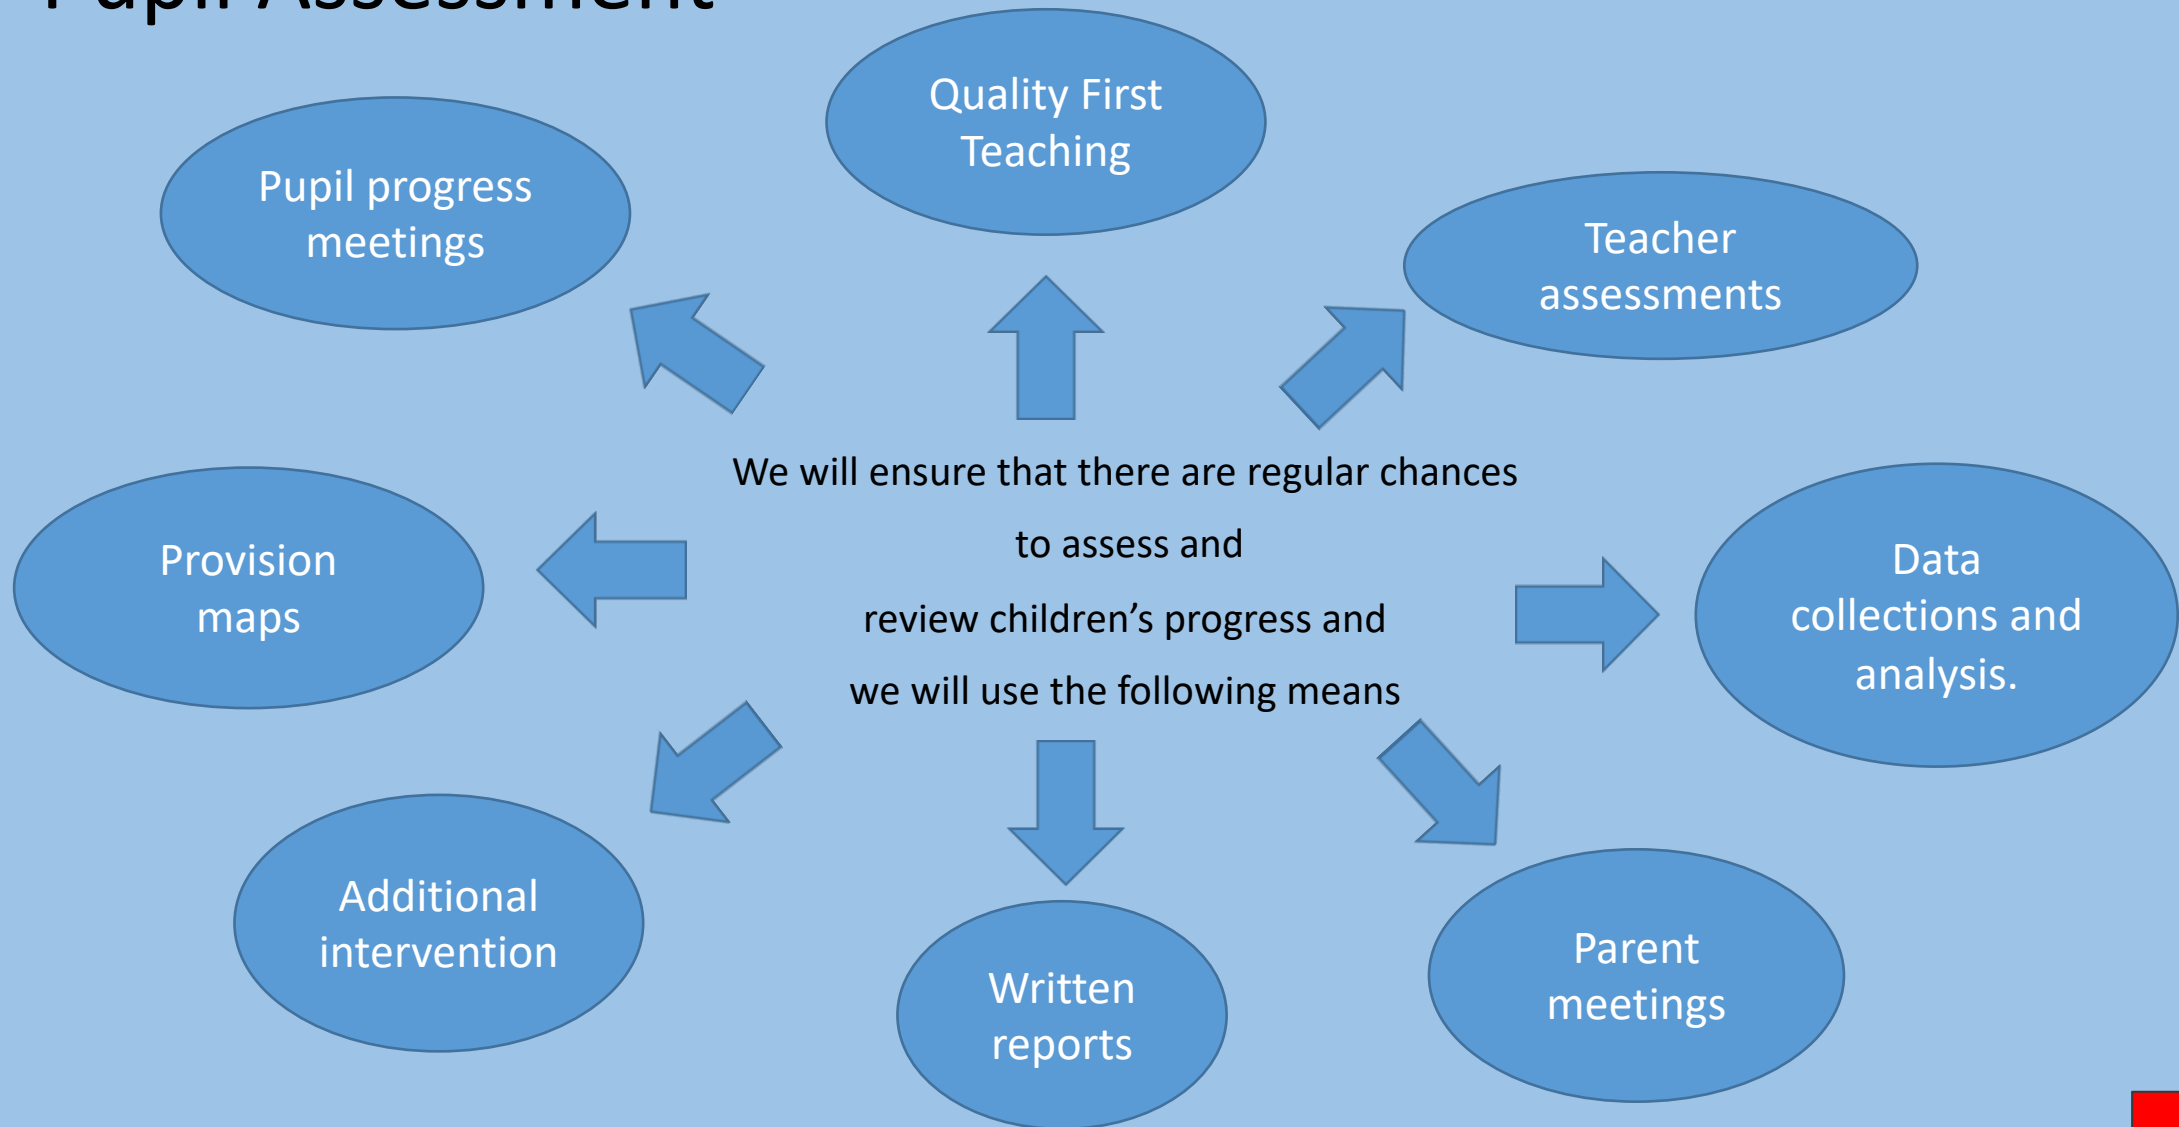 Pupil Assessment
Quality First
Teaching
Pupil progress
meetings
Teacher
assessments
We will ensure that there are regular chances
to assess and
review children’s progress and
we will use the following means
Provision
maps
Data
collections and
analysis.
Additional
intervention
Written
reports
Parent
meetings